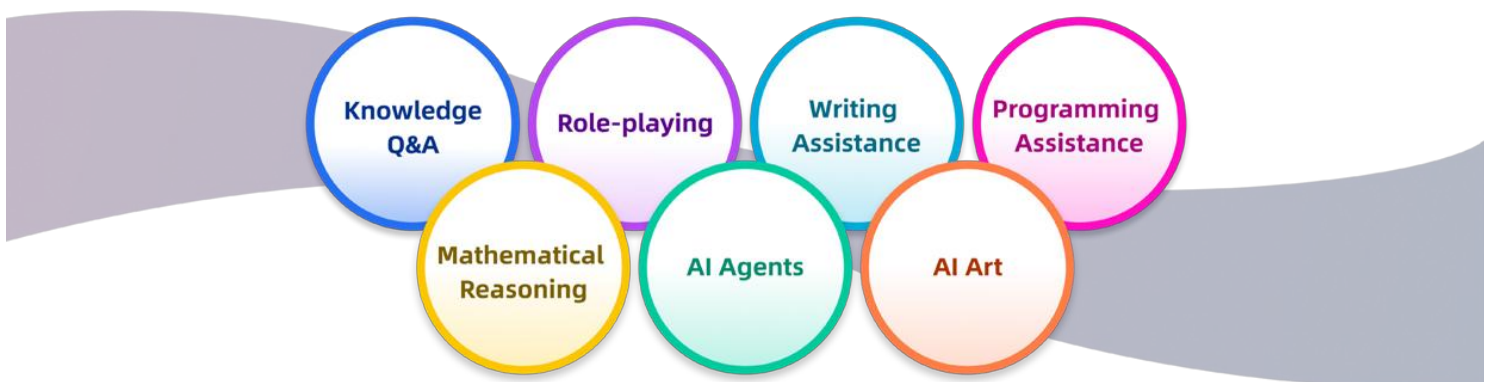 Knowledge
Q&A
Role-playing
Writing
Assistance
Programming
Assistance
Mathematical
Reasoning
AI Agents
AI Art